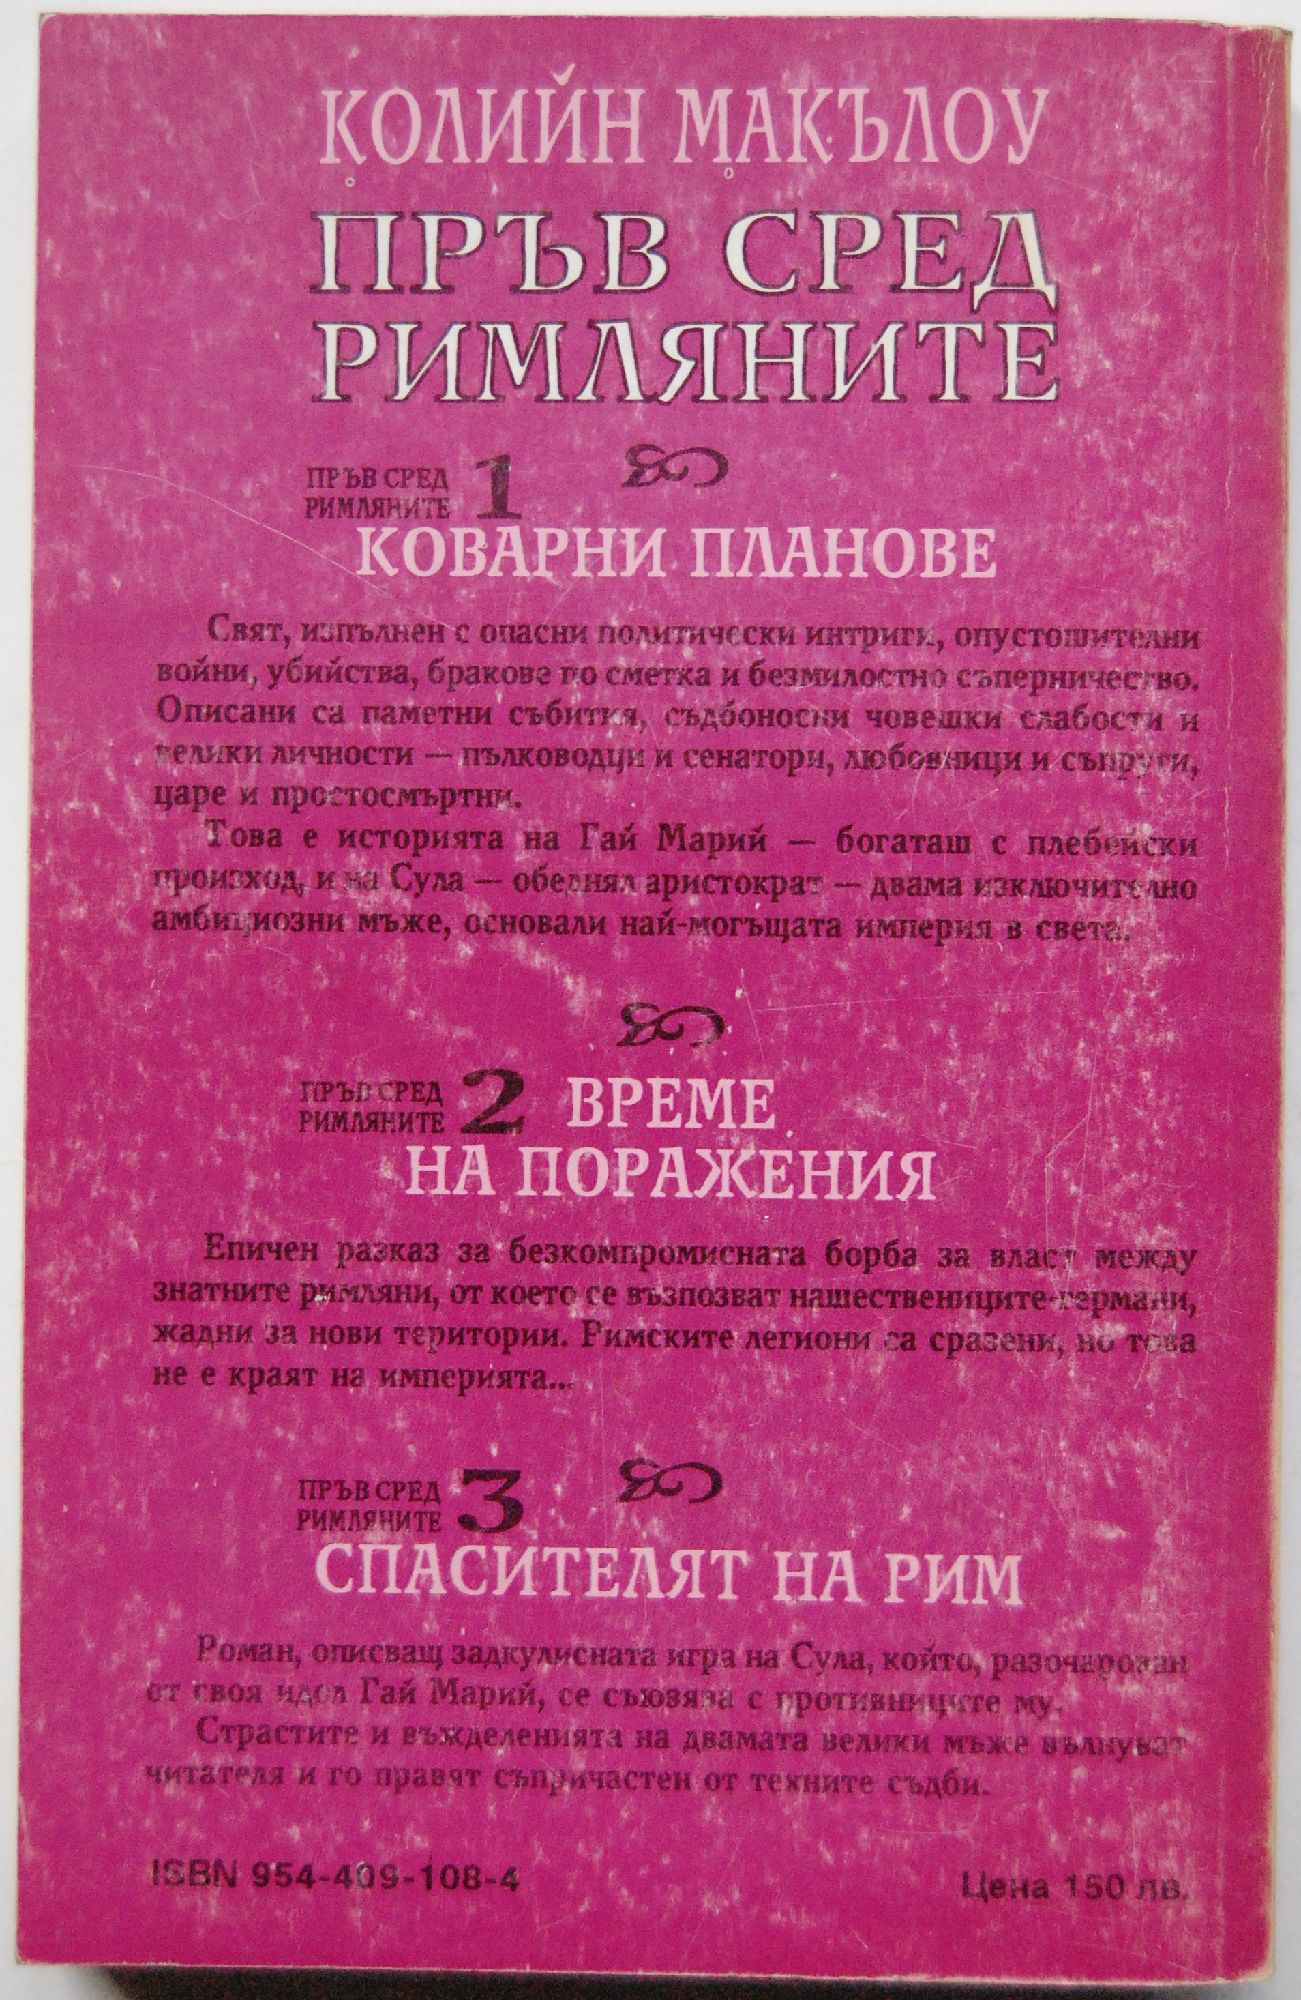 КОЛИЙН МАКЪЛОУ
ПРЪВ СРЕД
РИМЛЯНИТЕ
ПРЪВ СРЕД
РИМЛЯНИТЕ 1
КОВАРНИ ПЛАНОВЕ
Свят, изпълнен с опасни политически интриги, опустошителни
войни, убийства, бракове по сметка и безмилостно съперничество.
Описани са паметни събития, съдбоносни човешки слабости и
велики личности — пълководци и сенатори, любовници и съпруги,
царе и простосмъртни.
Това е историята на Гай Марий — богаташ с плебейски
произход, и на Сула — обеднял аристократ — двама изключително
амбициозни мъже, основали най-могъщата империя в света.
ПРЪВ СРЕД
РИМЛЯНИТЕ 2 ВРЕМЕ
НА ПОРАЖЕНИЯ
Епичен разказ за безкомпромисната борба за власт между
знатните римляни, от което се възпозват нашествениците-германи,
жадни за нови територии. Римските легиони са сразени, но това
не е краят на империята...
ПРЪВ СРЕД
РИМЛЯНИТЕ 3
СПАСИТЕЛЯТ НА РИМ
Роман, описващ задкулисната игра на Сула, който, разочарован
от своя идол Гай Марий, се съюзява с противниците му.
Страстите и въжделенията на двамата велики мъже вълнуват
читателя и го правят съпричастен от техните съдби.
ISBN 954-409-108-4
Цена 150 лв.